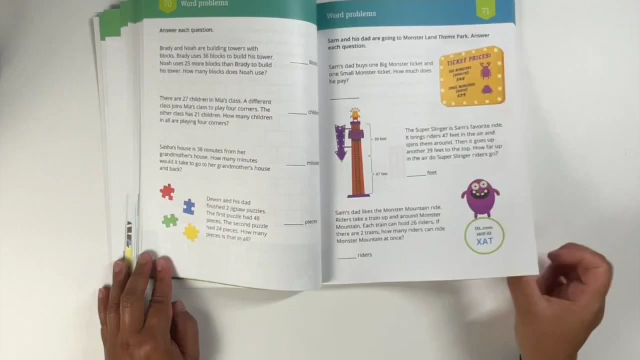 70 Word problems
Answer each question.
Brady and Noah are building towers with
blocks. Brady uses 36 blocks to build his tower.
Noah uses 25 more blocks than Brady to build
his tower. How many blocks does Noah use?
There are 27 children in Mia's class. A different
class joins Mia's class to play four corners. The
other class has 21 children. How many children
in all are playing four corners?
house is 38 minutes from her
grandmother's house. How many minutes
would it take to go to her grandmother's house
and back?
Devon and his dad
finished 2 jigsaw puzzles.
The first puzzle had 48
pieces. The second puzzle
had 24 pieces. How many
pieces is that in all?
Word problems 71
Sam and his dad are going to Monster Land Theme Park. Answer
each question.
Sam's dad buys one Big Monster ticket and
one Small Monster ticket. How much does
he pay?
TICKET PRICES:
The Super Slinger is Sam's favorite ride.
It brings riders 47 feet in the air and
spins them around. Then it goes up
another 39 feet to the top. How far up
in the air do Super Slinger riders go?
39 feet
47 feet
feet
Sam's dad likes the Monster Mountain ride.
Riders take a train up and around Monster
Mountain. Each train can hold 26 riders. If
there are 2 trains, how many riders can ride
Monster Mountain at once?
riders
XAT